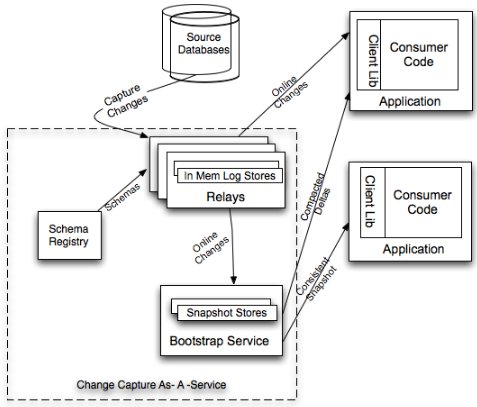 Source
Databases
Capture
Changes
Online
Changes
Client Lib
Consumer
Code
Application
In Mem Log Stores
Relays
Schemas
Schema
Registry
Online
Changes
Compacted
Deltas
Client Lib
Consumer
Code
Application
Consistent
Snapshot
Snapshot Stores
Bootstrap Service
Change Capture As- A -Service